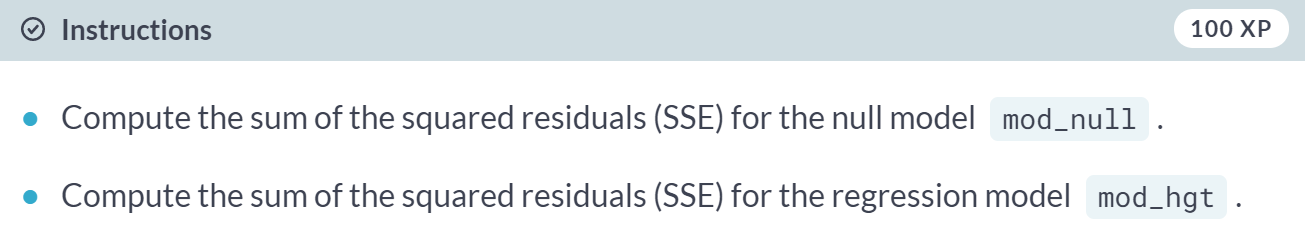 Instructions 100 XP
Compute the sum of the squared residuals (SSE) for the null model mod_null .
Compute the sum of the squared residuals (SSE) for the regression model mod_hgt .